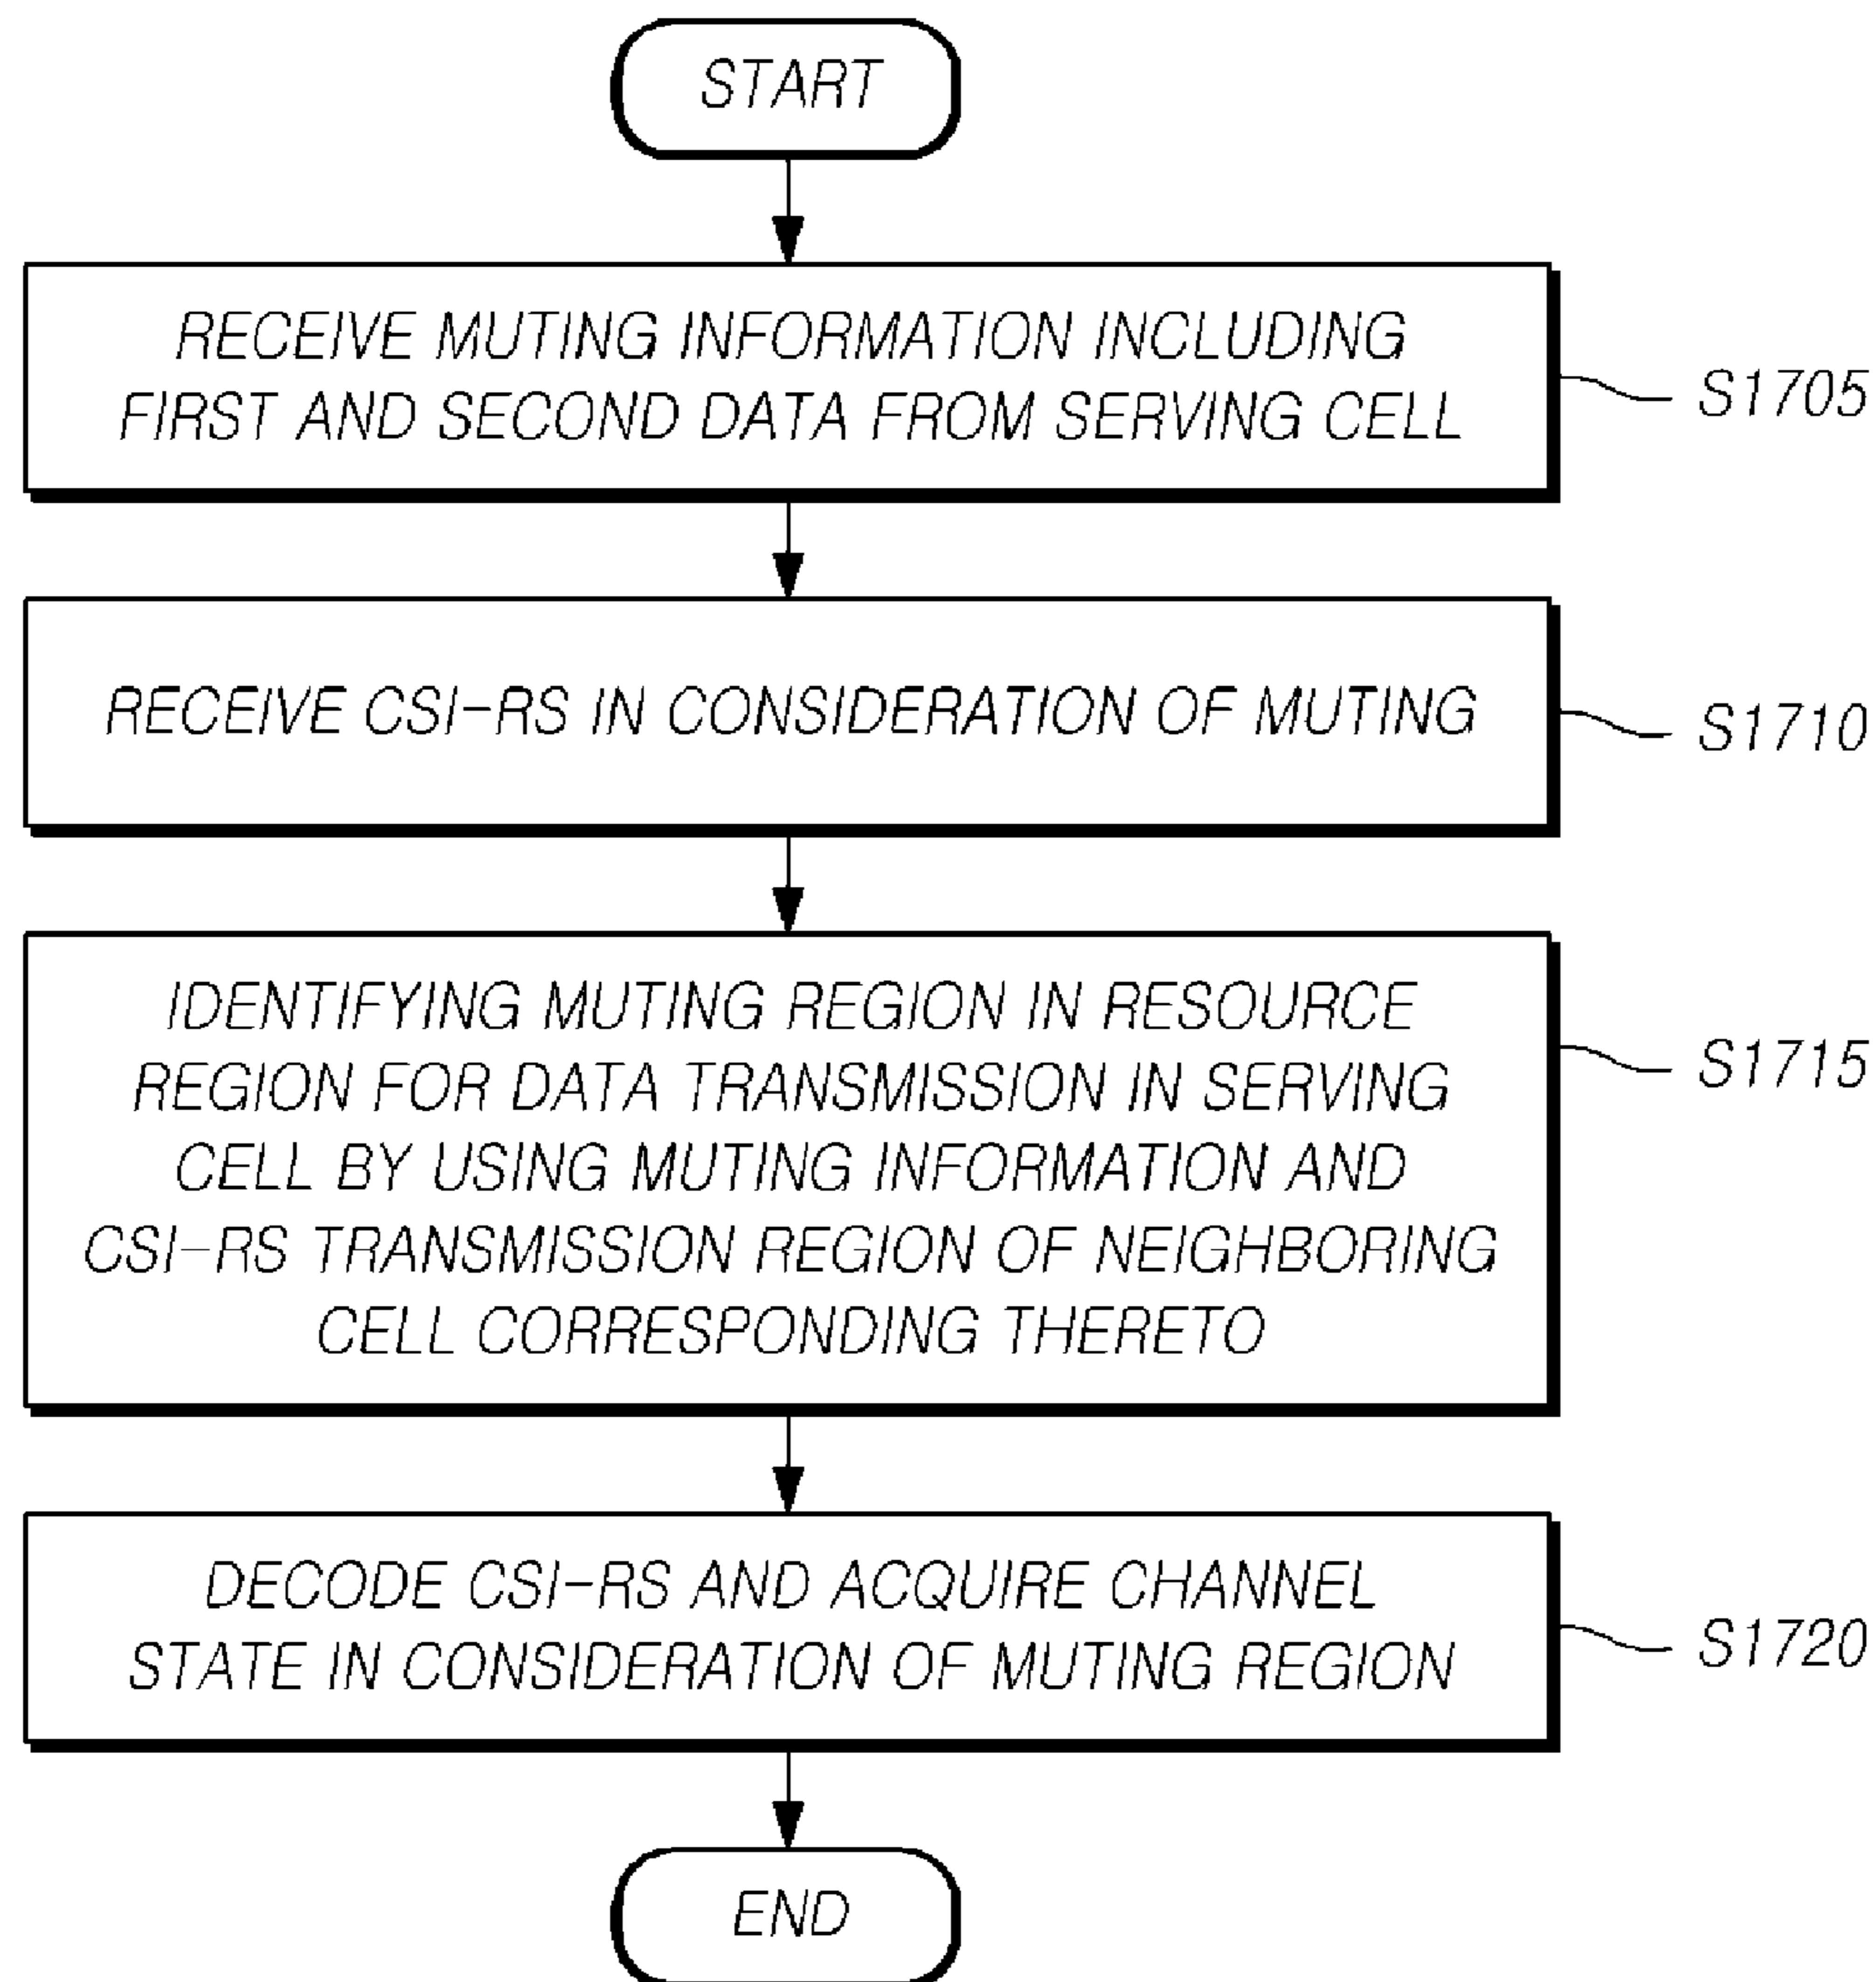 START
RECEIVE MUTING INFORMATION INCLUDING
FIRST AND SECOND DATA FROM SERVING CELL
S1705
RECEIVE CSI-RS IN CONSIDERATION OF MUTING
S1710
IDENTIFYING MUTING REGION IN RESOURCE
REGION FOR DATA TRANSMISSION IN SERVING
CELL BY USING MUTING INFORMATION AND
CSI-RS TRANSMISSION REGION OF NEIGHBORING
CELL CORRESPONDING THERETO
S1715
DECODE CSI-RS AND ACQUIRE CHANNEL
STATE IN CONSIDERATION OF MUTING REGION
S1720
END